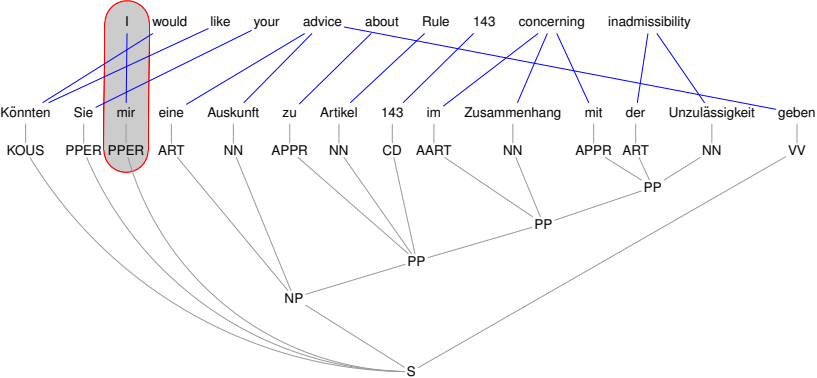 I would like your advice about Rule 143 concerning inadmissibility
Könnten Sie mir eine Auskunft zu Artikel 143 im Zusammenhang mit der Unzulässigkeit geben
KOUS PPER PPER ART NN APPR NN CD AART NN APPR ART NN VV
PP
PP
PP
NP
S